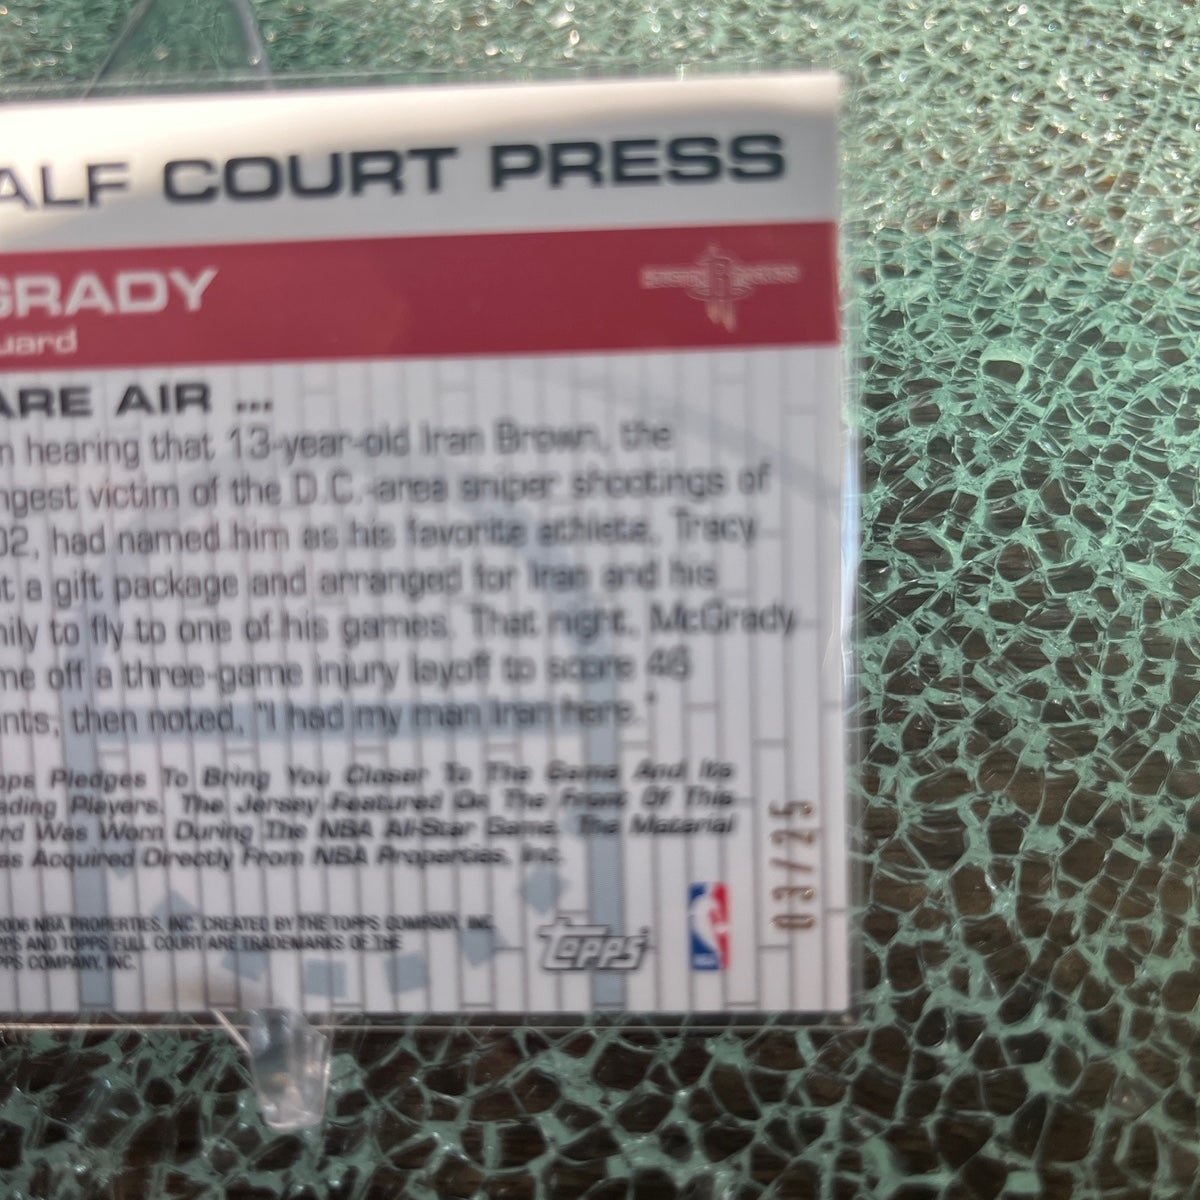 ALF COURT PRESS
GRADY
uard
ARE AIR ...
n hearing that 13-year-old Iran Brown, the
ngest victim of the D.C.-area sniper shootings of
02, had named him as his favorite athlete, Tracy
t a gift package and arranged for Iran and his
nily to fly to one of his games. That night, McGrady
me off a three-game injury layoff to score 46
nts, then noted, "I had my man Iran here."
pps Pledges To Bring You Closer To The Game And Its
ading Players. The Jersey Featured On The Front Of This
rd Was Worn During The NBA All-Star Game. The Material
as Acquired Directly From NBA Properties, Inc.
2006 NBA PROPERTIES, INC. CREATED BY THE TOPPS COMPANY, INC.
PPS AND TOPPS FULL COURT ARE TRADEMARKS OF THE
PPS COMPANY, INC.
Topps
03/25